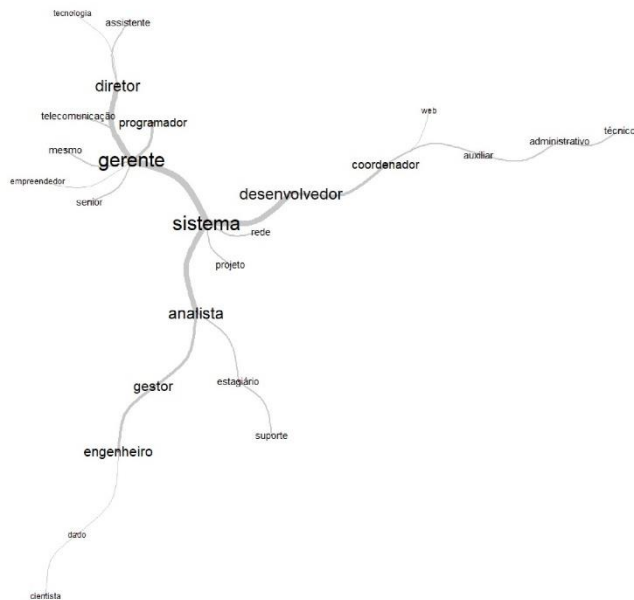 tecnologia
assistente
diretor
telecomunicação
programador
mesmo
gerente
empreendedor
senior
web
técnico
administrativo
auxiliar
coordenador
desenvolvedor
sistema
rede
projeto
analista
estagiário
gestor
suporte
engenheiro
dado
cientista